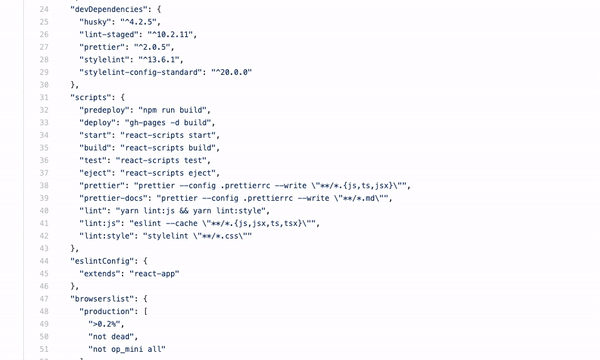 24 "devDependencies": {
25 "husky": "^4.2.5",
26 "lint-staged": "^10.2.11",
27 "prettier": "^2.0.5",
28 "stylelint": "^13.6.1",
29 "stylelint-config-standard": "^20.0.0"
30 },
31 "scripts": {
32 "predeploy": "npm run build",
33 "deploy": "gh-pages -d build",
34 "start": "react-scripts start",
35 "build": "react-scripts build",
36 "test": "react-scripts test",
37 "eject": "react-scripts eject",
38 "prettier": "prettier --config .prettierrc --write \"**/*.{js,ts,jsx}\"",
39 "prettier-docs": "prettier --config .prettierrc --write \"**/*.md\"",
40 "lint": "yarn lint:js && yarn lint:style",
41 "lint:js": "eslint --cache \"**/*.{js,jsx,ts,tsx}\"",
42 "lint:style": "stylelint \"**/*.css\""
43 },
44 "eslintConfig": {
45 "extends": "react-app"
46 },
47 "browserslist": {
48 "production": [
49 ">0.2%",
50 "not dead",
51 "not op_mini all"